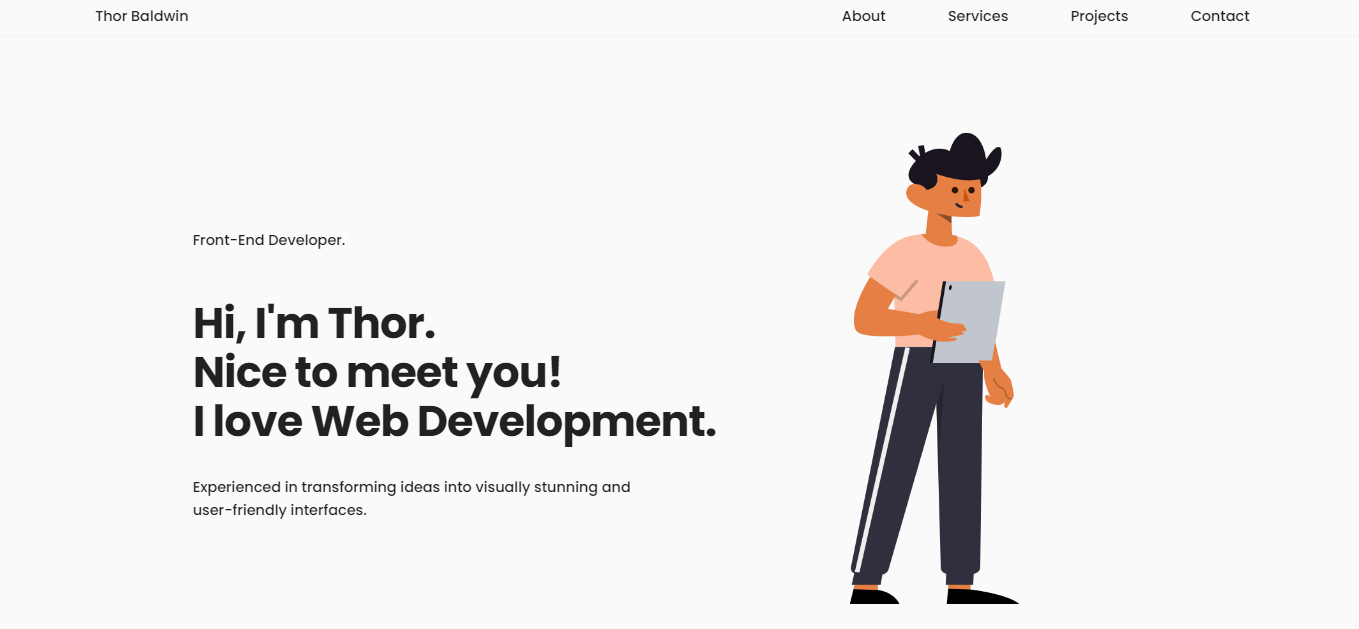 Thor Baldwin
About
Services
Projects
Contact
Front-End Developer.
Hi, I'm Thor.
Nice to meet you!
I love Web Development.
Experienced in transforming ideas into visually stunning and
user-friendly interfaces.